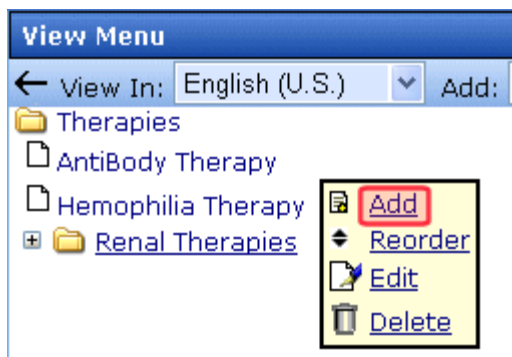 View Menu
View In: English (U.S.) Add:
Therapies
AntiBody Therapy
Hemophilia Therapy
Renal Therapies
Add
Reorder
Edit
Delete